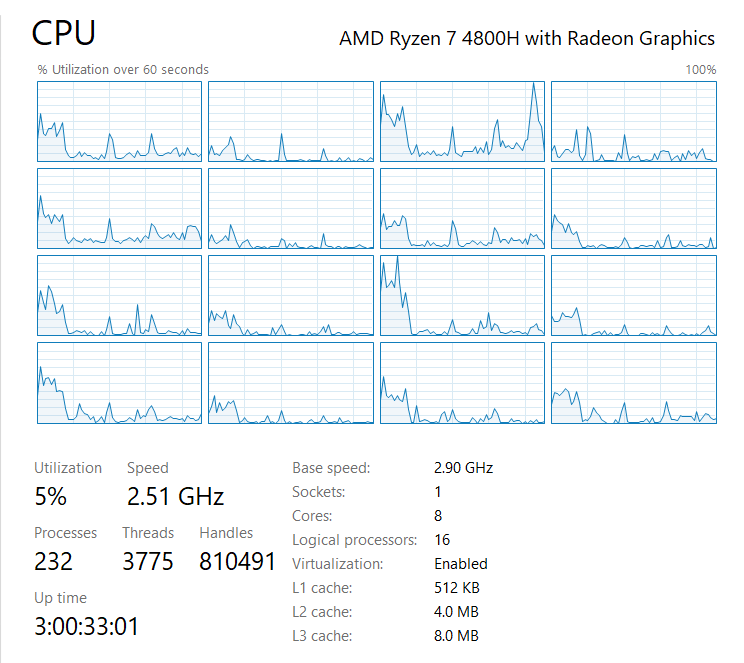 CPU
AMD Ryzen 7 4800H with Radeon Graphics
% Utilization over 60 seconds
100%
Utilization Speed
5% 2.51 GHz
Processes Threads Handles
232 3775 810491
Up time
3:00:33:01
Base speed: 2.90 GHz
Sockets: 1
Cores: 8
Logical processors: 16
Virtualization: Enabled
L1 cache: 512 KB
L2 cache: 4.0 MB
L3 cache: 8.0 MB